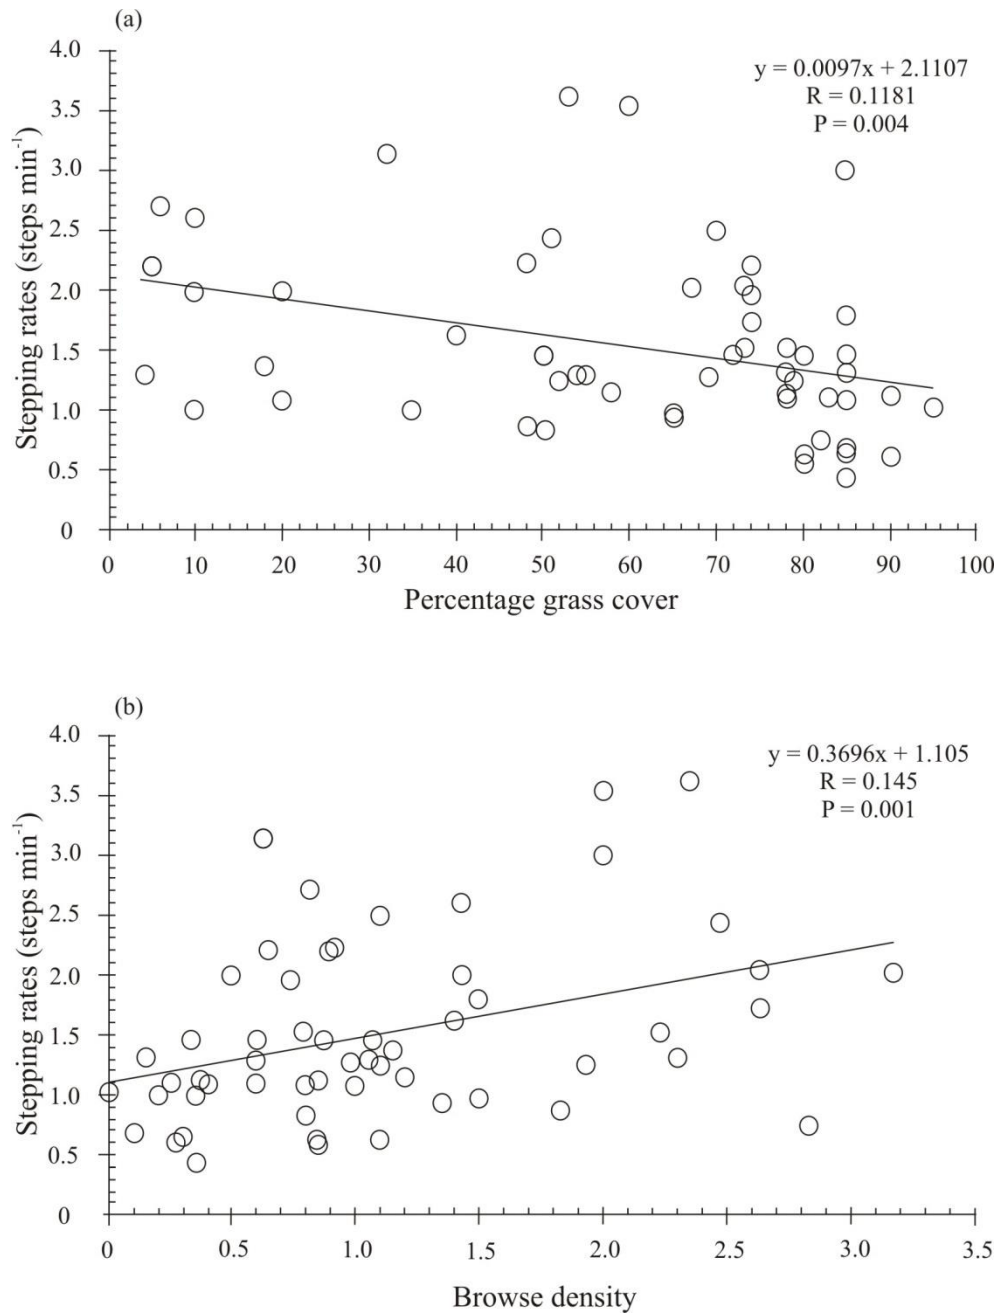 (a)
4.0
3.5
3.0
2.5
2.0
1.5
1.0
0.5
0
Stepping rates (steps min⁻¹)
y = 0.0097x + 2.1107
R = 0.1181
P = 0.004
0 10 20 30 40 50 60 70 80 90 100
Percentage grass cover
(b)
4.0
3.5
3.0
2.5
2.0
1.5
1.0
0.5
0
Stepping rates (steps min⁻¹)
y = 0.3696x + 1.105
R = 0.145
P = 0.001
0 0.5 1.0 1.5 2.0 2.5 3.0 3.5
Browse density